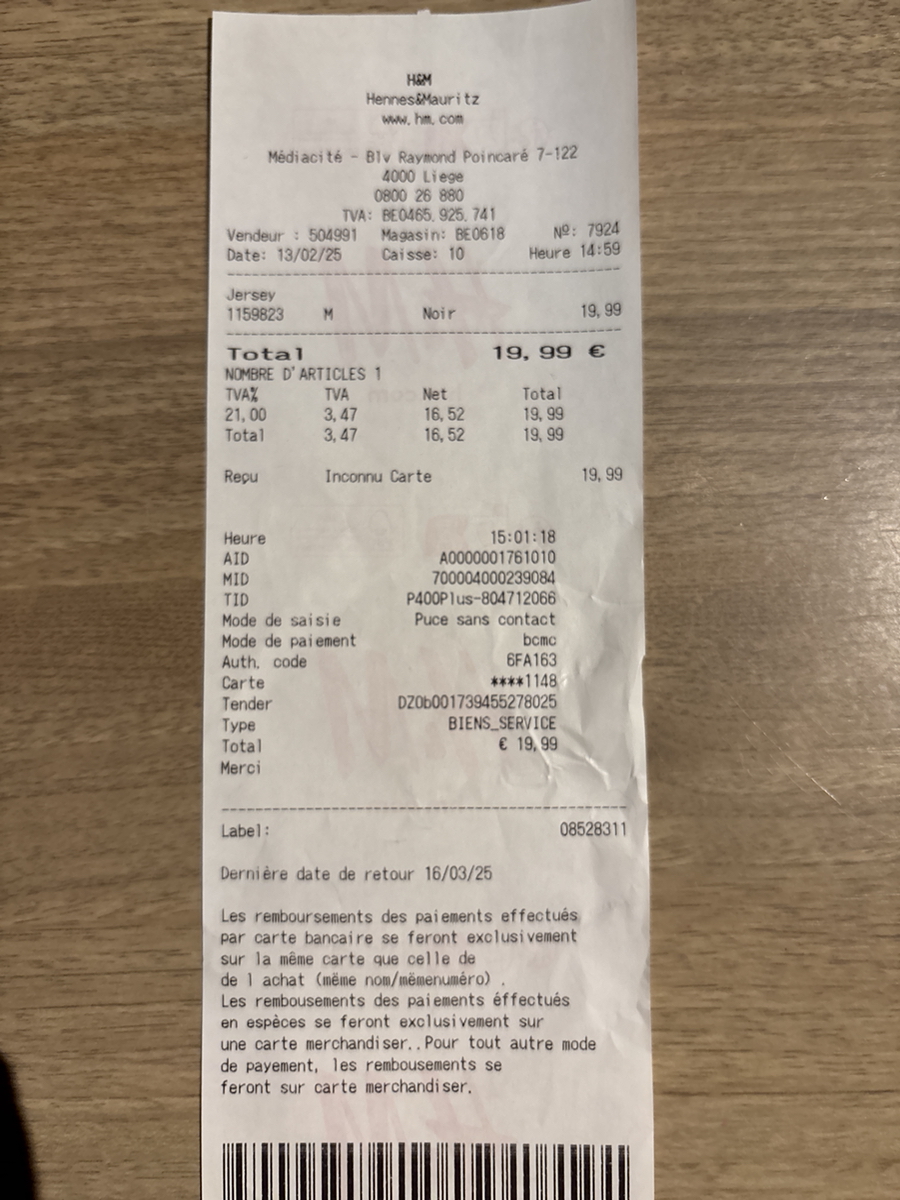 H&M
Hennes&Mauritz
www.hm.com
Médiacité - Blv Raymond Poincaré 7-122
4000 Liege
0800 26 880
TVA: BE0465.925.741
Vendeur : 504991 Magasin: BE0618 Nº: 7924
Date: 13/02/25 Caisse: 10 Heure 14:59
Jersey
1159823 M Noir 19,99
Total 19,99 €
NOMBRE D'ARTICLES 1
TVA% TVA Net Total
21,00 3,47 16,52 19,99
Total 3,47 16,52 19,99
Reçu Inconnu Carte 19,99
Heure 15:01:18
AID A0000001761010
MID 700004000239084
TID P400Plus-804712066
Mode de saisie Puce sans contact
Mode de paiement bcmc
Auth. code 6FA163
Carte ****1148
Tender DZ0b001739455278025
Type BIENS_SERVICE
Total € 19,99
Merci
Label: 08528311
Dernière date de retour 16/03/25
Les remboursements des paiements effectués
par carte bancaire se feront exclusivement
sur la même carte que celle de
de l achat (mëme nom/mëmenuméro) .
Les rembousements des paiements éffectués
en espèces se feront exclusivement sur
une carte merchandiser..Pour tout autre mode
de payement, les rembousements se
feront sur carte merchandiser.